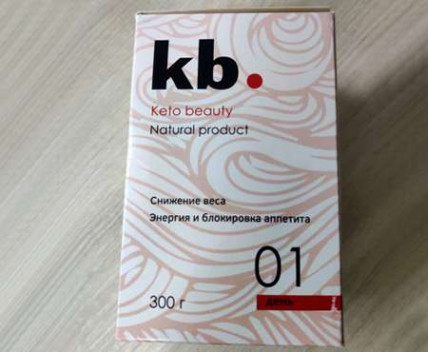 kb.
Keto beauty
Natural product
Снижение веса
Энергия и блокировка аппетита
01
300 г
день